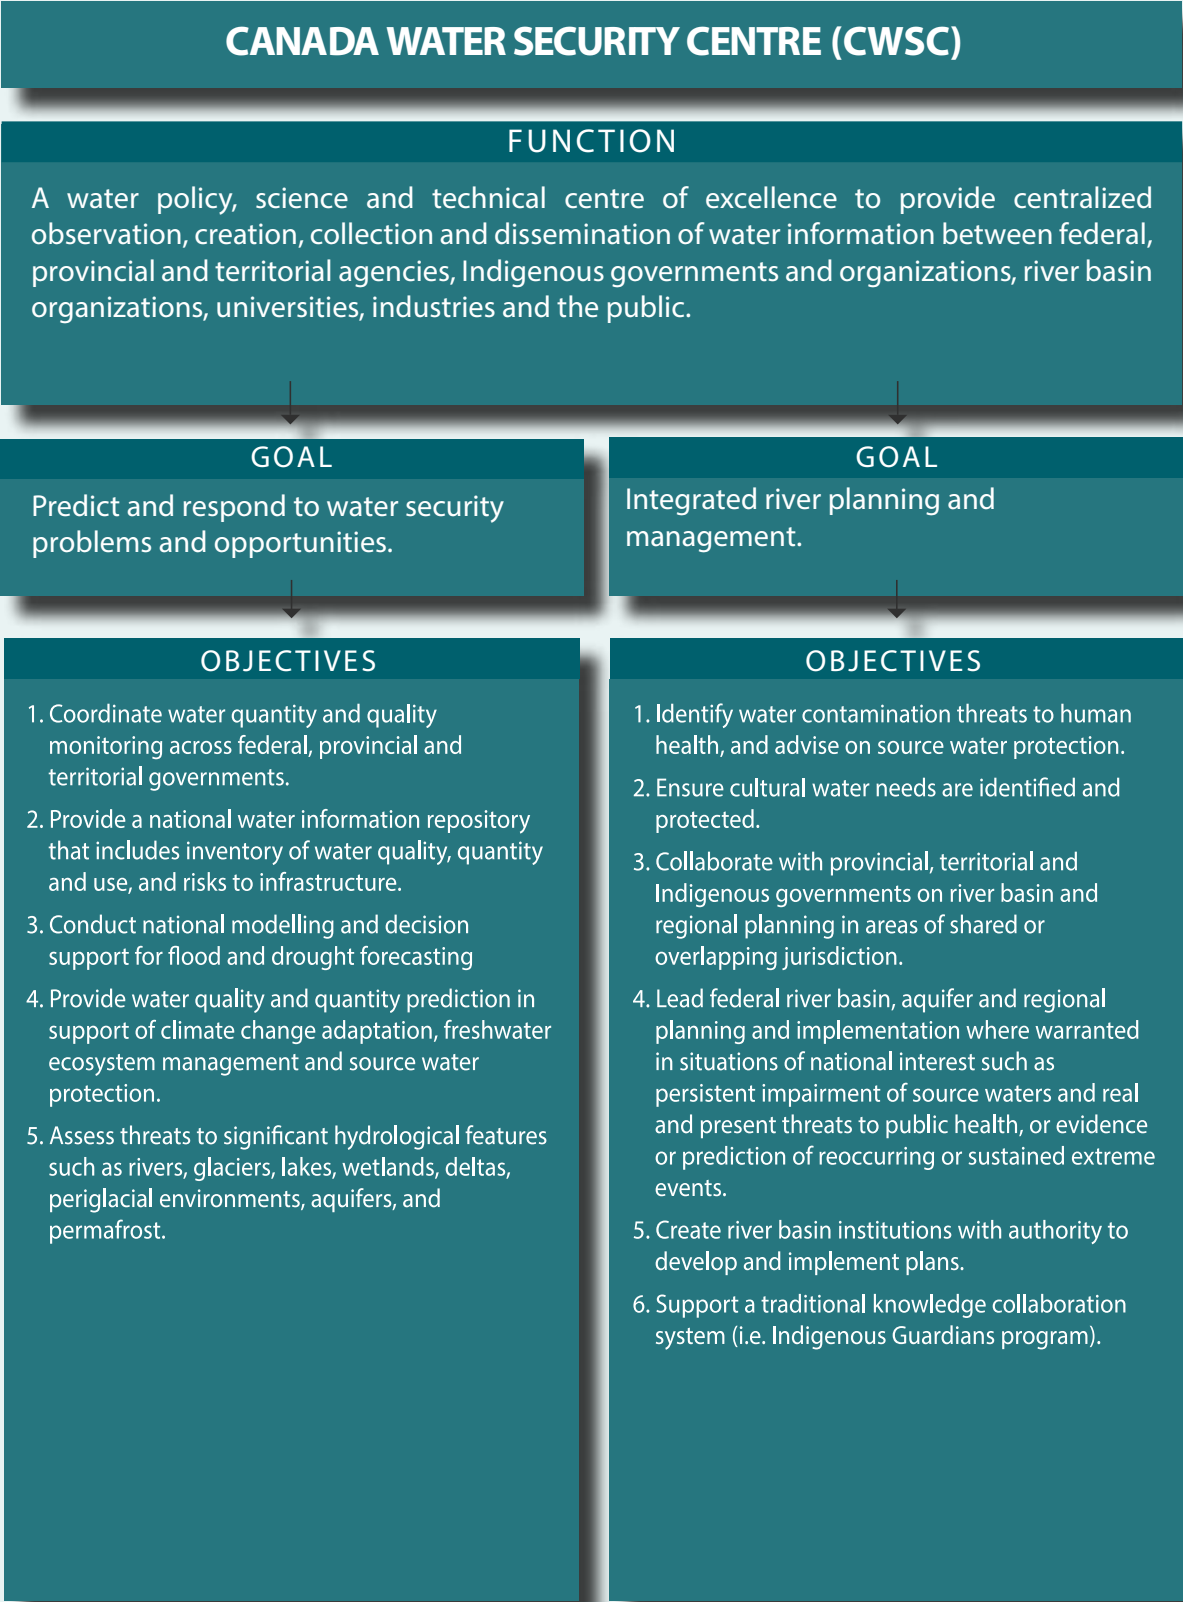 CANADA WATER SECURITY CENTRE (CWSC)
FUNCTION
A water policy, science and technical centre of excellence to provide centralized
observation, creation, collection and dissemination of water information between federal,
provincial and territorial agencies, Indigenous governments and organizations, river basin
organizations, universities, industries and the public.
GOAL
Predict and respond to water security
problems and opportunities.
OBJECTIVES
1. Coordinate water quantity and quality
monitoring across federal, provincial and
territorial governments.
2. Provide a national water information repository
that includes inventory of water quality, quantity
and use, and risks to infrastructure.
3. Conduct national modelling and decision
support for flood and drought forecasting
4. Provide water quality and quantity prediction in
support of climate change adaptation, freshwater
ecosystem management and source water
protection.
5. Assess threats to significant hydrological features
such as rivers, glaciers, lakes, wetlands, deltas,
periglacial environments, aquifers, and
permafrost.
GOAL
Integrated river planning and
management.
OBJECTIVES
1. Identify water contamination threats to human
health, and advise on source water protection.
2. Ensure cultural water needs are identified and
protected.
3. Collaborate with provincial, territorial and
Indigenous governments on river basin and
regional planning in areas of shared or
overlapping jurisdiction.
4. Lead federal river basin, aquifer and regional
planning and implementation where warranted
in situations of national interest such as
persistent impairment of source waters and real
and present threats to public health, or evidence
or prediction of reoccurring or sustained extreme
events.
5. Create river basin institutions with authority to
develop and implement plans.
6. Support a traditional knowledge collaboration
system (i.e. Indigenous Guardians program).